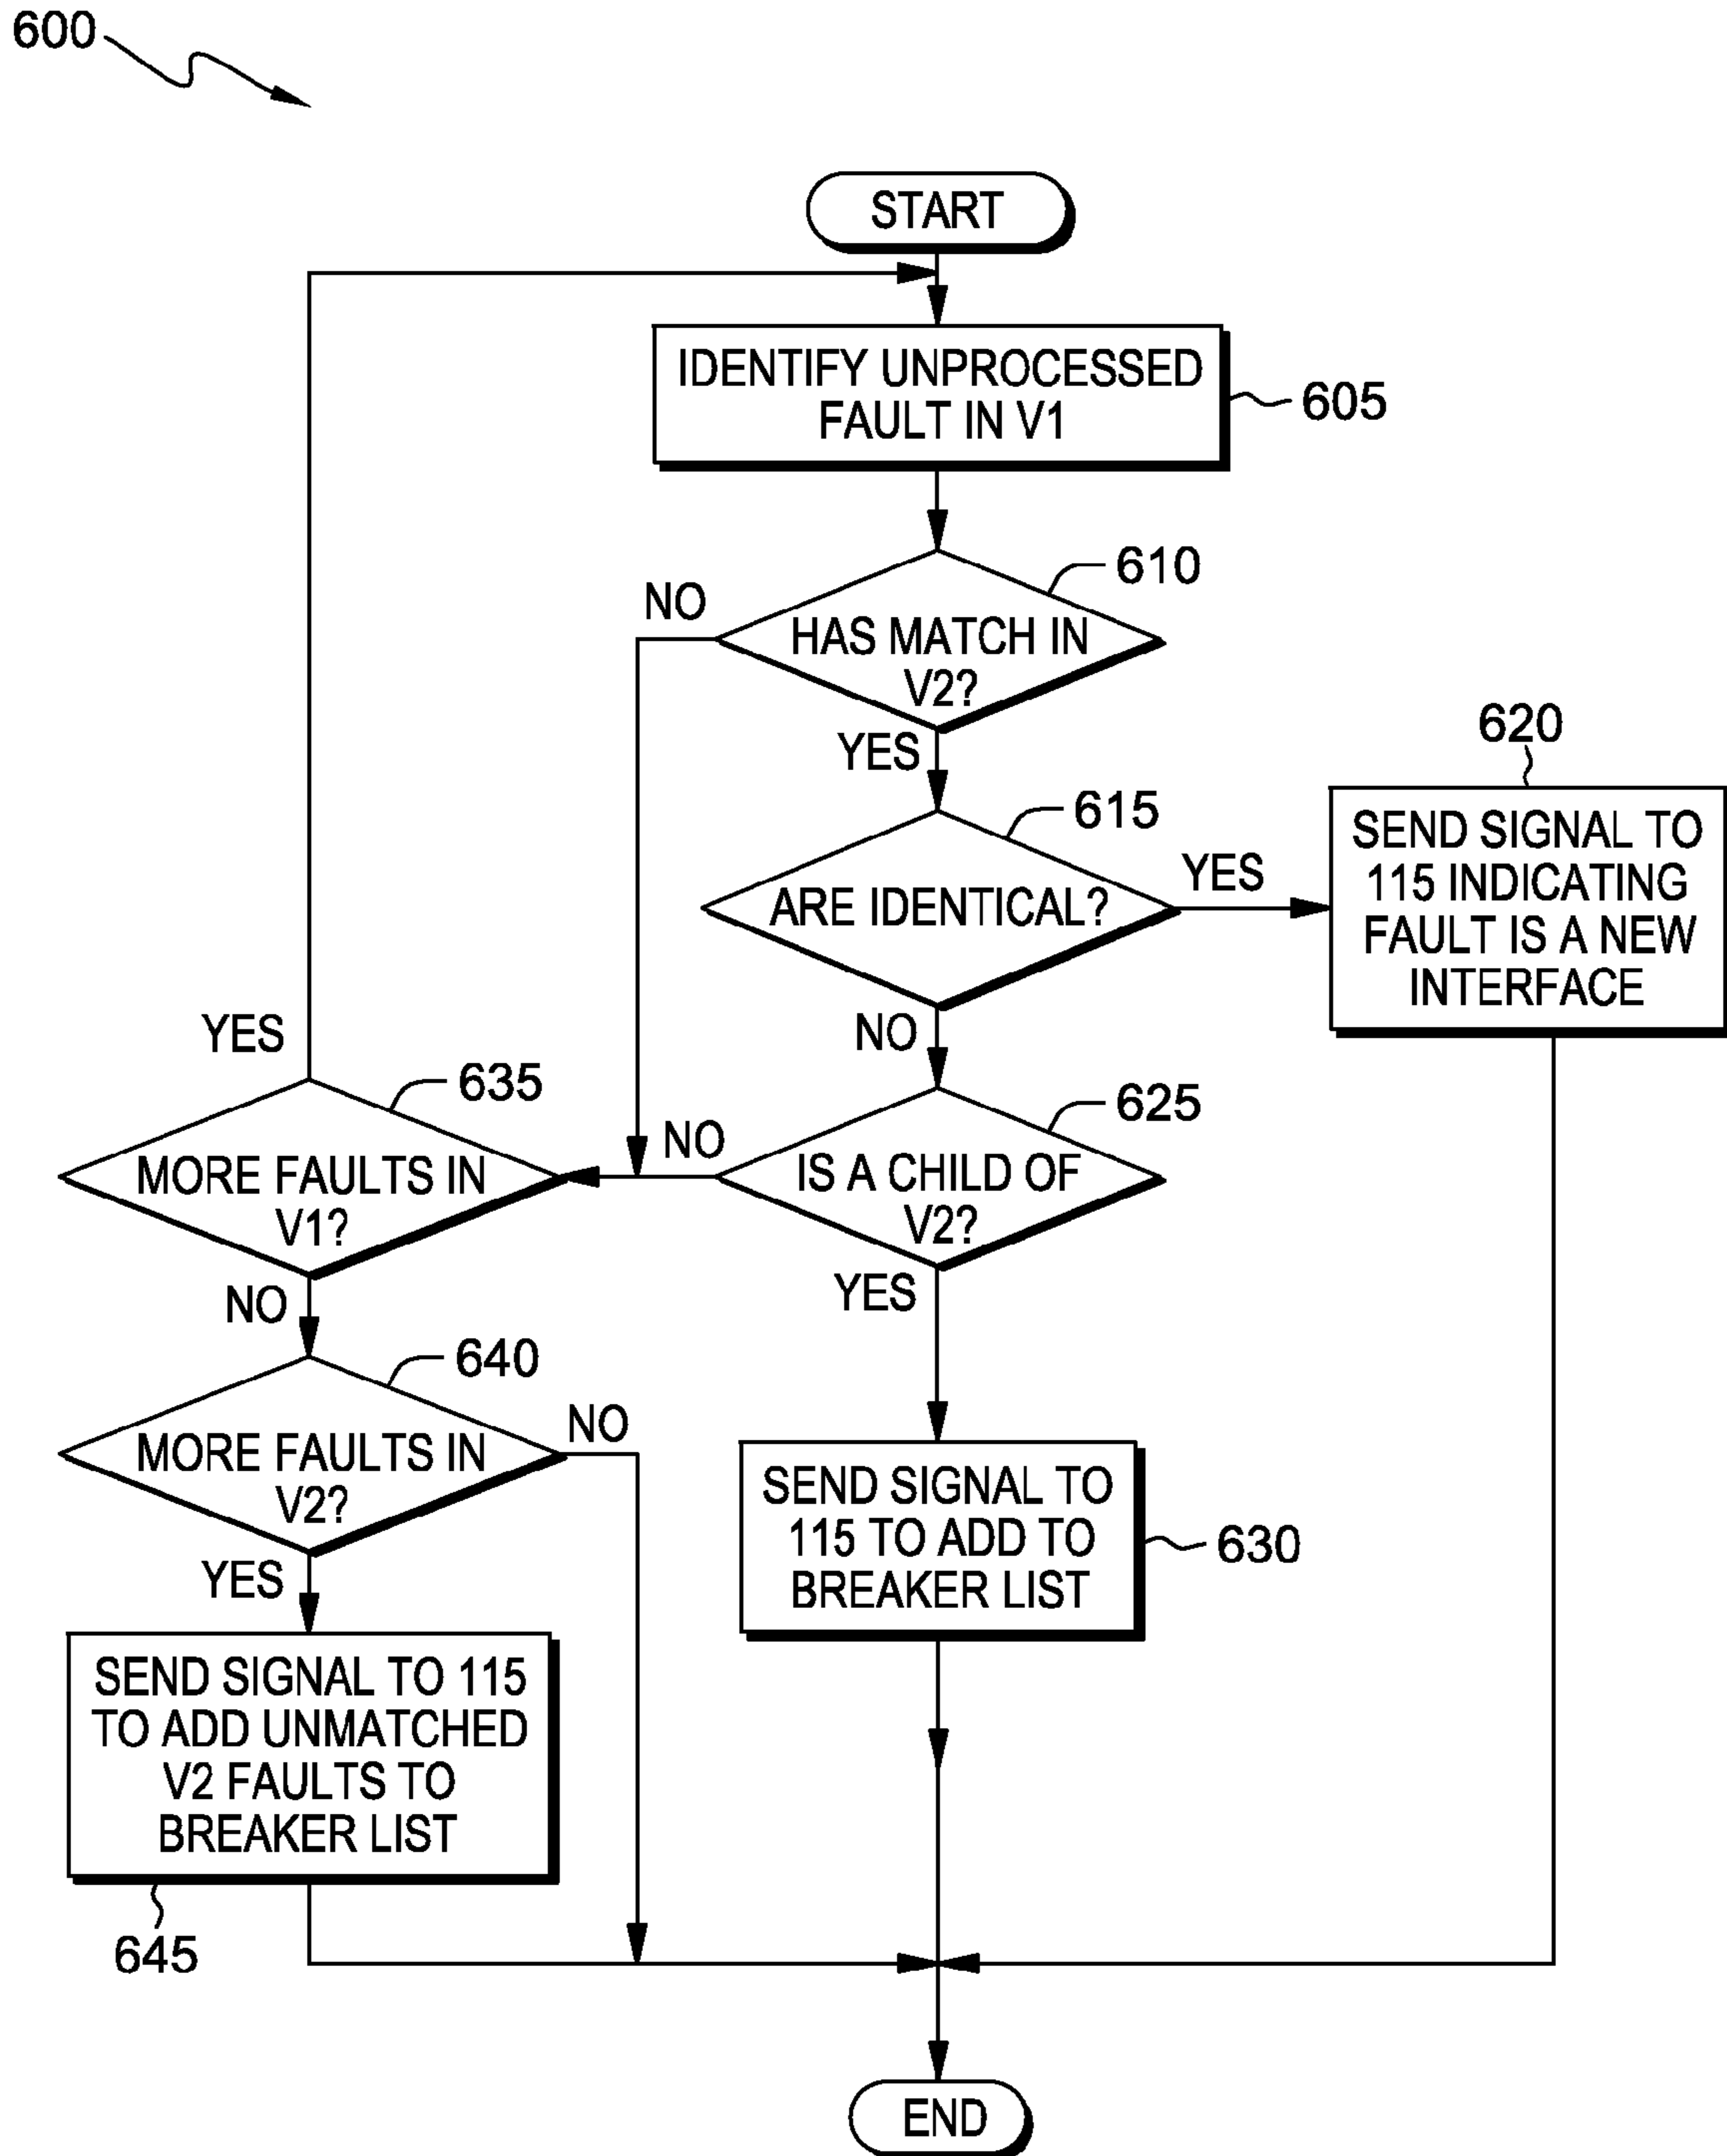 600
START
IDENTIFY UNPROCESSED
FAULT IN V1
605
610
NO
HAS MATCH IN
V2?
YES
615
ARE IDENTICAL?
YES
620
SEND SIGNAL TO
115 INDICATING
FAULT IS A NEW
INTERFACE
NO
625
IS A CHILD OF
V2?
NO
YES
635
MORE FAULTS IN
V1?
YES
NO
640
MORE FAULTS IN
V2?
NO
YES
SEND SIGNAL TO
115 TO ADD TO
BREAKER LIST
630
SEND SIGNAL TO 115
TO ADD UNMATCHED
V2 FAULTS TO
BREAKER LIST
645
END